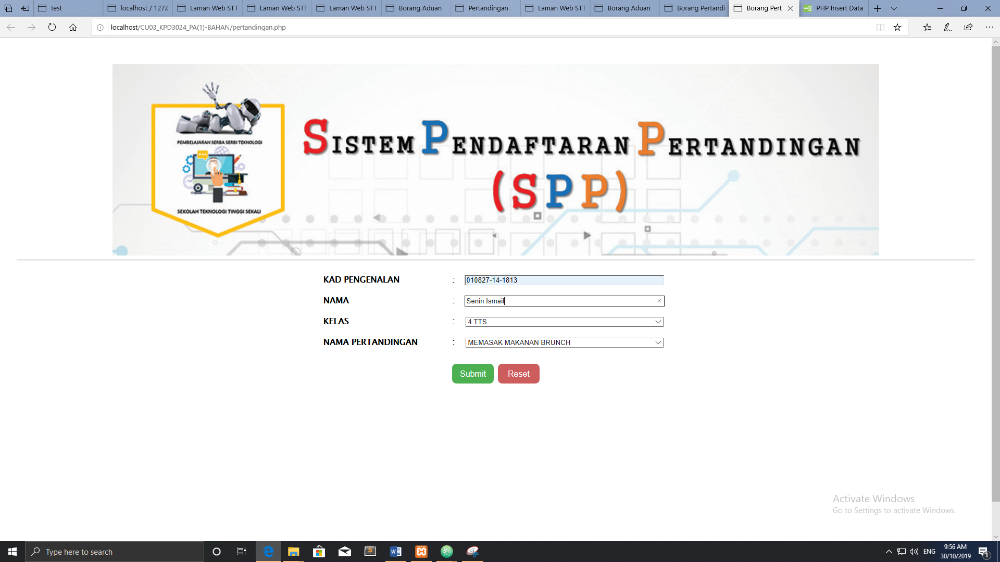 test
localhost / 127.0
Laman Web STT
Laman Web STT
Laman Web STT
Borang Aduan
Pertandingan
Laman Web STT
Borang Aduan
Borang Pertandi
Borang Pert
PHP Insert Data
localhost/CU03_KPD3024_PA(1)-BAHAN/pertandingan.php
PEMBELAJARAN SERBA SERBI TEKNOLOGI
SEKOLAH TEKNOLOGI TINGGI SEKALI
SISTEM PENDAFTARAN PERTANDINGAN
(SPP)
KAD PENGENALAN : 010827-14-1813
NAMA : Senin Ismail
KELAS : 4 TTS
NAMA PERTANDINGAN : MEMASAK MAKANAN BRUNCH
Submit Reset
Activate Windows
Go to Settings to activate Windows.
Type here to search
ENG
9:56 AM
30/10/2019
1